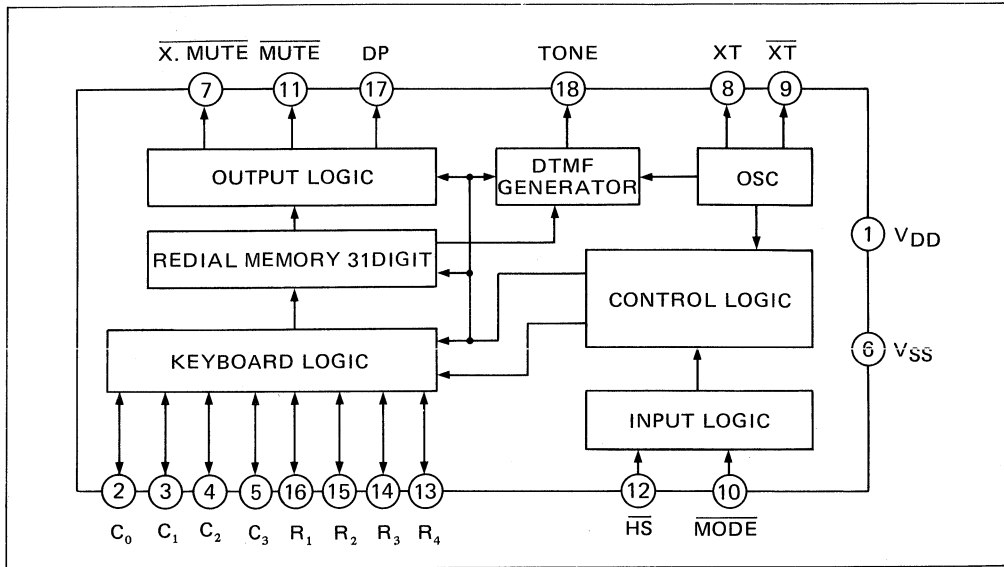 X. MUTE MUTE DP TONE XT XT
7 11 17 18 8 9
OUTPUT LOGIC
DTMF
GENERATOR
OSC
1 VDD
REDIAL MEMORY 31DIGIT
CONTROL LOGIC
6 VSS
KEYBOARD LOGIC
INPUT LOGIC
2 3 4 5 16 15 14 13 12 10
C₀ C₁ C₂ C₃ R₁ R₂ R₃ R₄ HS MODE